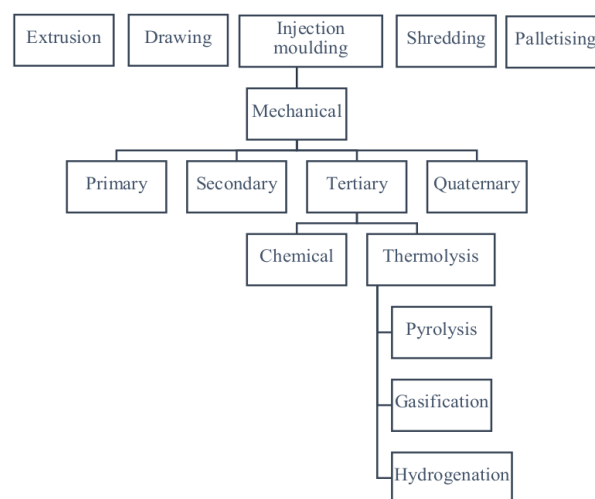 Extrusion
Drawing
Injection
moulding
Shredding
Palletising
Mechanical
Primary
Secondary
Tertiary
Quaternary
Chemical
Thermolysis
Pyrolysis
Gasification
Hydrogenation